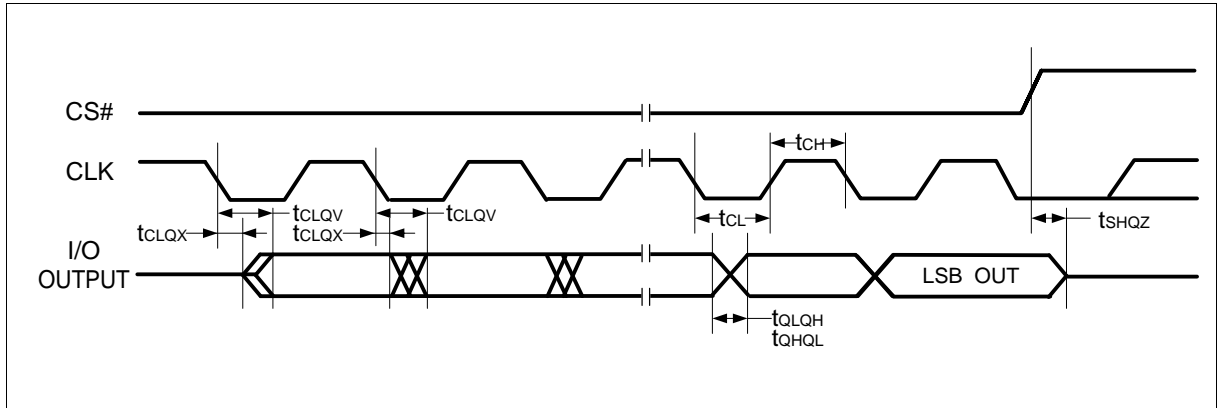 CS#
tCH
CLK
tCLQV
tCLQV
tCLQX
tCLQX
tCL
tSHQZ
I/O
OUTPUT
LSB OUT
tQLQH
tQHQL